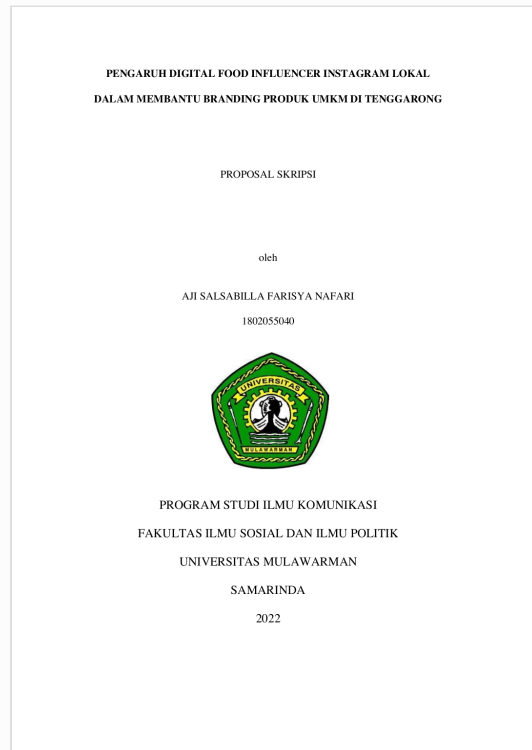 PENGARUH DIGITAL FOOD INFLUENCER INSTAGRAM LOKAL
DALAM MEMBANTU BRANDING PRODUK UMKM DI TENGGARONG
PROPOSAL SKRIPSI
oleh
AJI SALSABILLA FARISYA NAFARI
1802055040
UNIVERSITAS
MULAWARMAN
PROGRAM STUDI ILMU KOMUNIKASI
FAKULTAS ILMU SOSIAL DAN ILMU POLITIK
UNIVERSITAS MULAWARMAN
SAMARINDA
2022